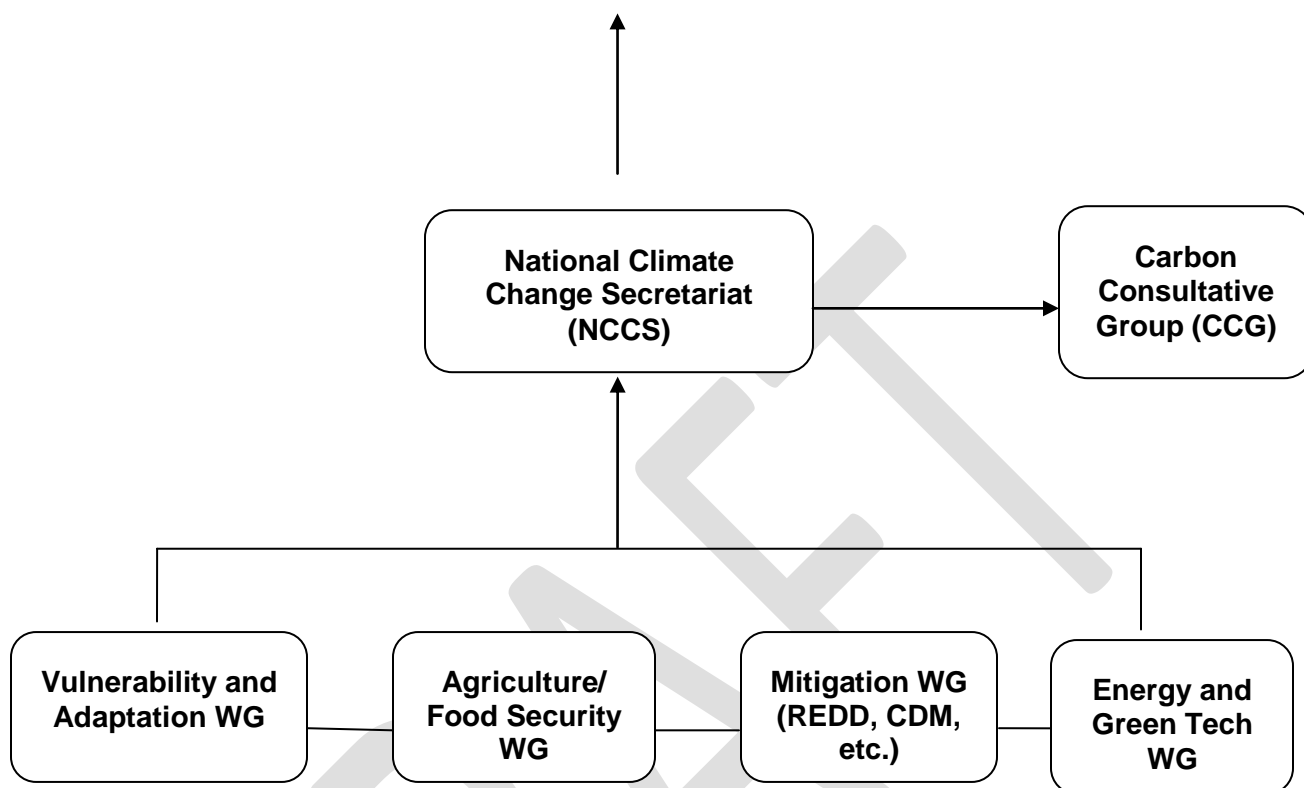 National Climate
Change Secretariat
(NCCS)
Carbon
Consultative
Group (CCG)
Vulnerability and
Adaptation WG
Agriculture/
Food Security
WG
Mitigation WG
(REDD, CDM,
etc.)
Energy and
Green Tech
WG